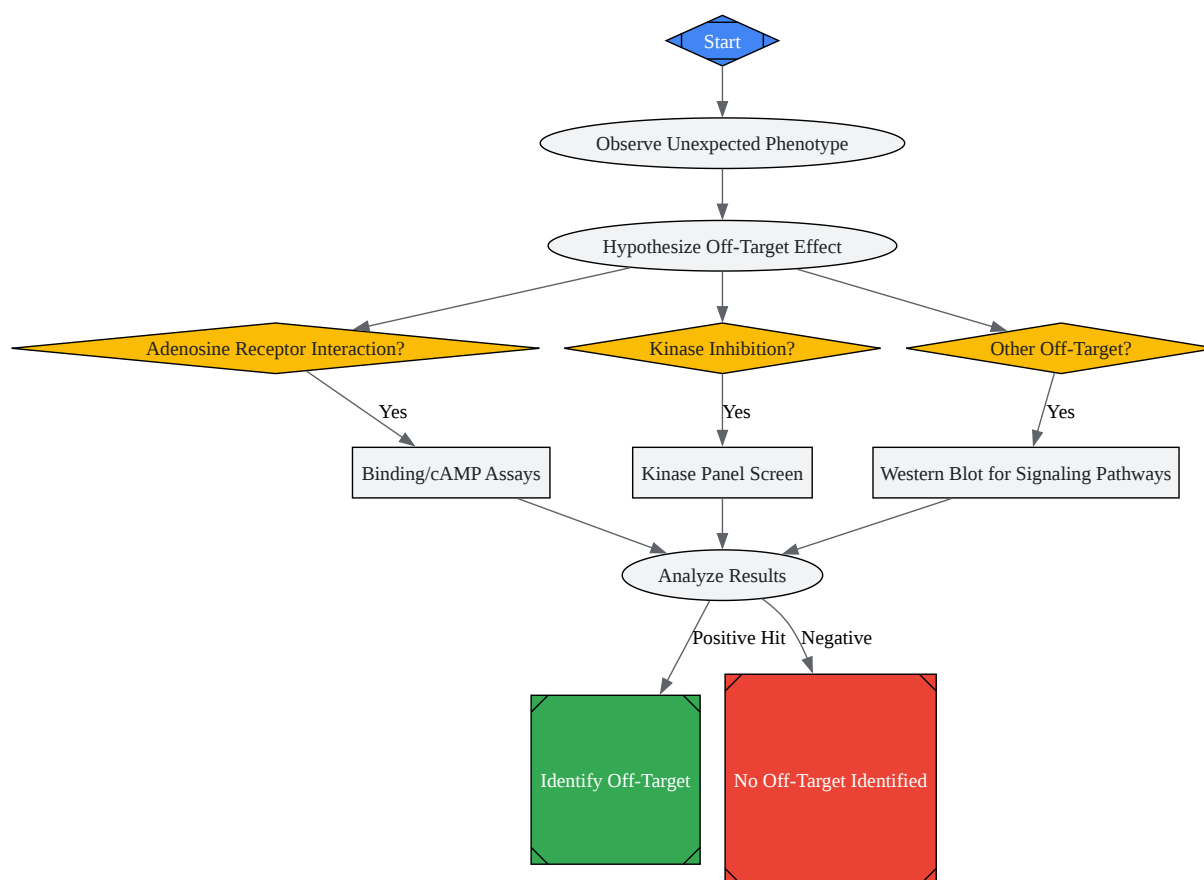 Start
Observe Unexpected Phenotype
Hypothesize Off-Target Effect
Adenosine Receptor Interaction?
Kinase Inhibition?
Other Off-Target?
Yes
Yes
Yes
Binding/cAMP Assays
Kinase Panel Screen
Western Blot for Signaling Pathways
Analyze Results
Positive Hit
Negative
Identify Off-Target
No Off-Target Identified